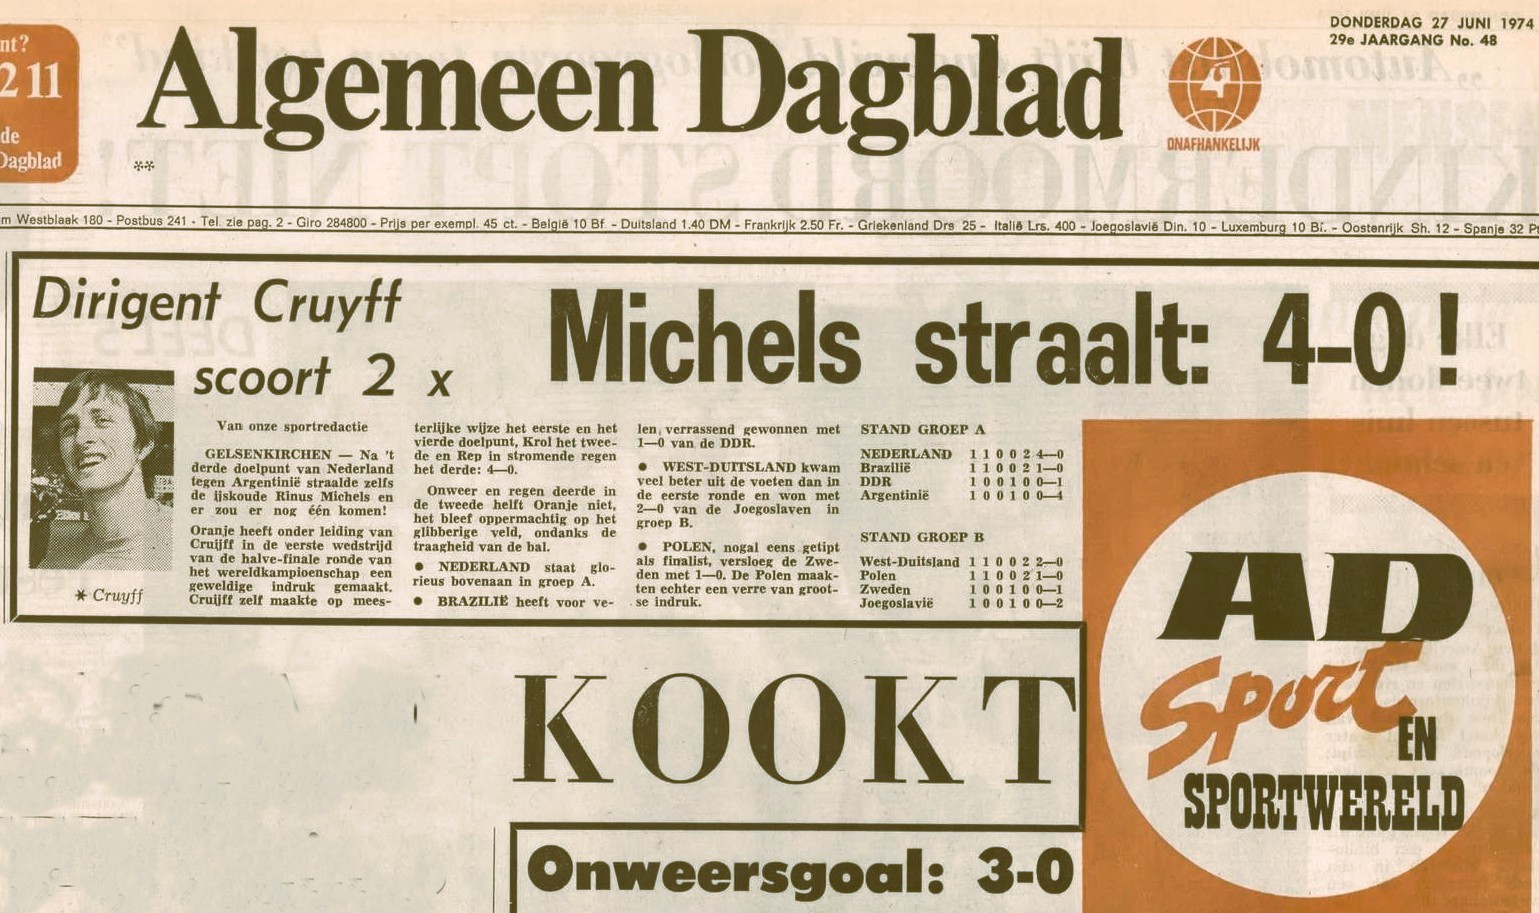 nt?
211
de
Dagblad
Algemeen Dagblad
**
ONAFHANKELIJK
DONDERDAG 27 JUNI 1974
29e JAARGANG No. 48
m Westblaak 180 - Postbus 241 - Tel. zie pag. 2 - Giro 284800 - Prijs per exempl. 45 ct. - België 10 Bf. - Duitsland 1.40 DM - Frankrijk 2.50 Fr. - Griekenland Drs 25 - Italië Lrs. 400 - Joegoslavië Din. 10 - Luxemburg 10 Bf. - Oostenrijk Sh. 12 - Spanje 32
Dirigent Cruyff
scoort 2 x
Michels straalt: 4-0!
* Cruyff
Van onze sportredactie
GELSENKIRCHEN — Na 't
derde doelpunt van Nederland
tegen Argentinië straalde zelfs
de ijskoude Rinus Michels en
er zou er nog één komen!
Oranje heeft onder leiding van
Cruijff in de eerste wedstrijd
van de halve-finale ronde van
het wereldkampioenschap een
geweldige indruk gemaakt.
Cruijff zelf maakte op mees-
terlijke wijze het eerste en het
vierde doelpunt, Krol het twee-
de en Rep in stromende regen
het derde: 4—0.
Onweer en regen deerde in
de tweede helft Oranje niet,
het bleef oppermachtig op het
glibberige veld, ondanks de
traagheid van de bal.
● NEDERLAND staat glo-
rieus bovenaan in groep A.
● BRAZILIË heeft voor ve-
len verrassend gewonnen met
1—0 van de DDR.
● WEST-DUITSLAND kwam
veel beter uit de voeten dan in
de eerste ronde en won met
2—0 van de Joegoslaven in
groep B.
● POLEN, nogal eens getipt
als finalist, versloeg de Zwe-
den met 1—0. De Polen maak-
ten echter een verre van groot-
se indruk.
STAND GROEP A
NEDERLAND 1 1 0 0 2 4—0
Brazilië 1 1 0 0 2 1—0
DDR 1 0 0 1 0 0—1
Argentinië 1 0 0 1 0 0—4
STAND GROEP B
West-Duitsland 1 1 0 0 2 2—0
Polen 1 1 0 0 2 1—0
Zweden 1 0 0 1 0 0—1
Joegoslavië 1 0 0 1 0 0—2
KOOKT
Onweersgoal: 3-0
AD
Sport
EN
SPORTWERELD